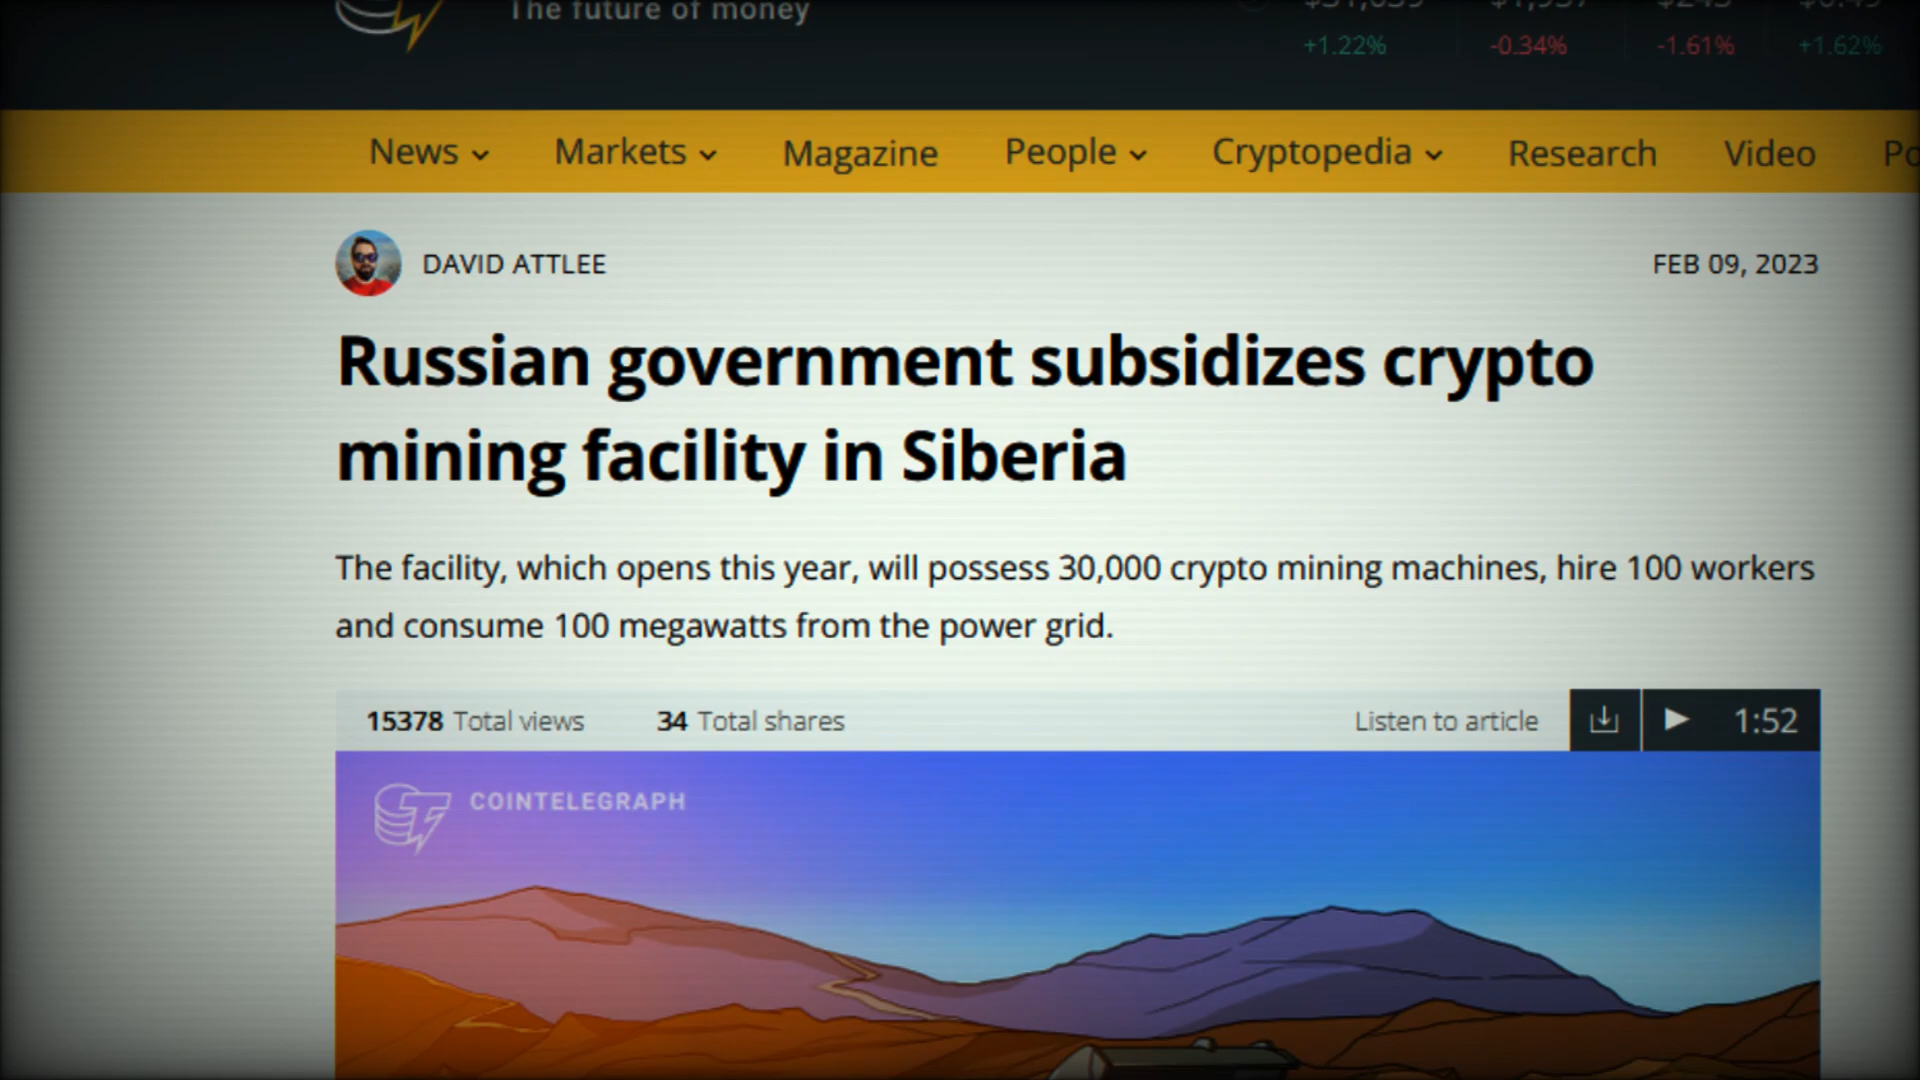 The future of money
+1.22% -0.34% -1.61% +1.62%
News Markets Magazine People Cryptopedia Research Video
DAVID ATTLEE FEB 09, 2023
Russian government subsidizes crypto
mining facility in Siberia
The facility, which opens this year, will possess 30,000 crypto mining machines, hire 100 workers
and consume 100 megawatts from the power grid.
15378 Total views 34 Total shares Listen to article 1:52
COINTELEGRAPH